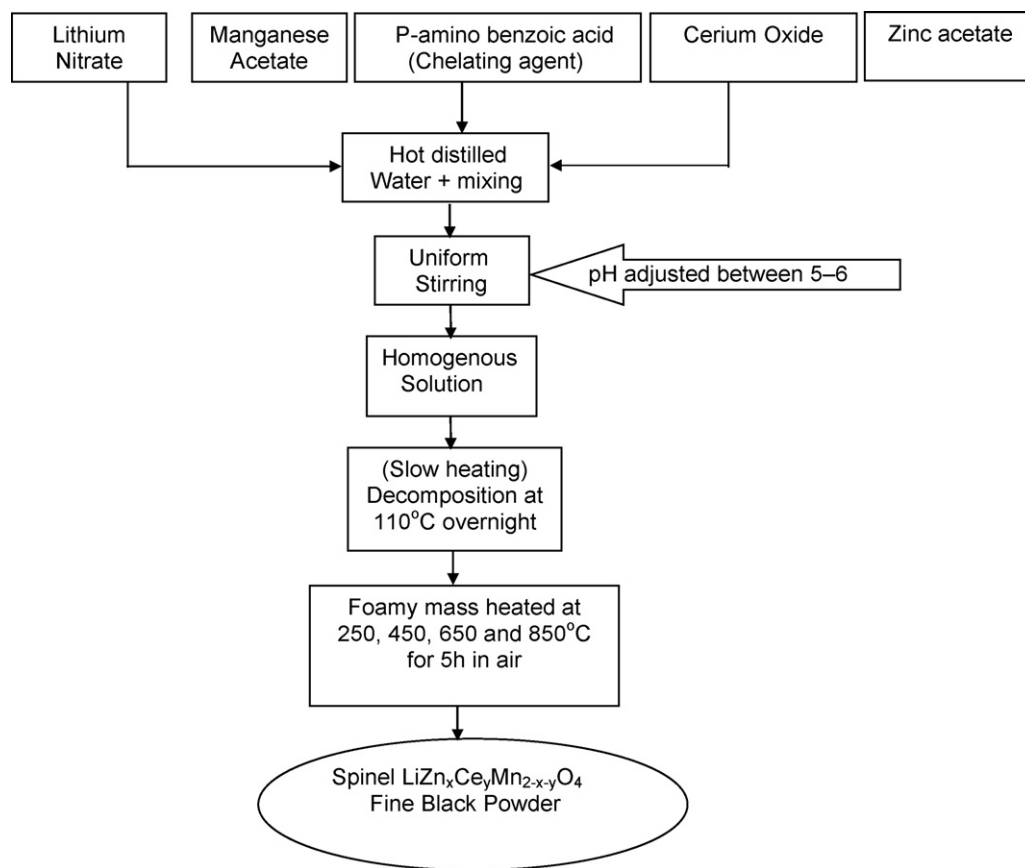 Lithium
Nitrate
Manganese
Acetate
P-amino benzoic acid
(Chelating agent)
Cerium Oxide
Zinc acetate
Hot distilled
Water + mixing
Uniform
Stirring
pH adjusted between 5–6
Homogenous
Solution
(Slow heating)
Decomposition at
110°C overnight
Foamy mass heated at
250, 450, 650 and 850°C
for 5h in air
Spinel LiZnₓCeᵧMn₂₋ₓ₋ᵧO₄
Fine Black Powder